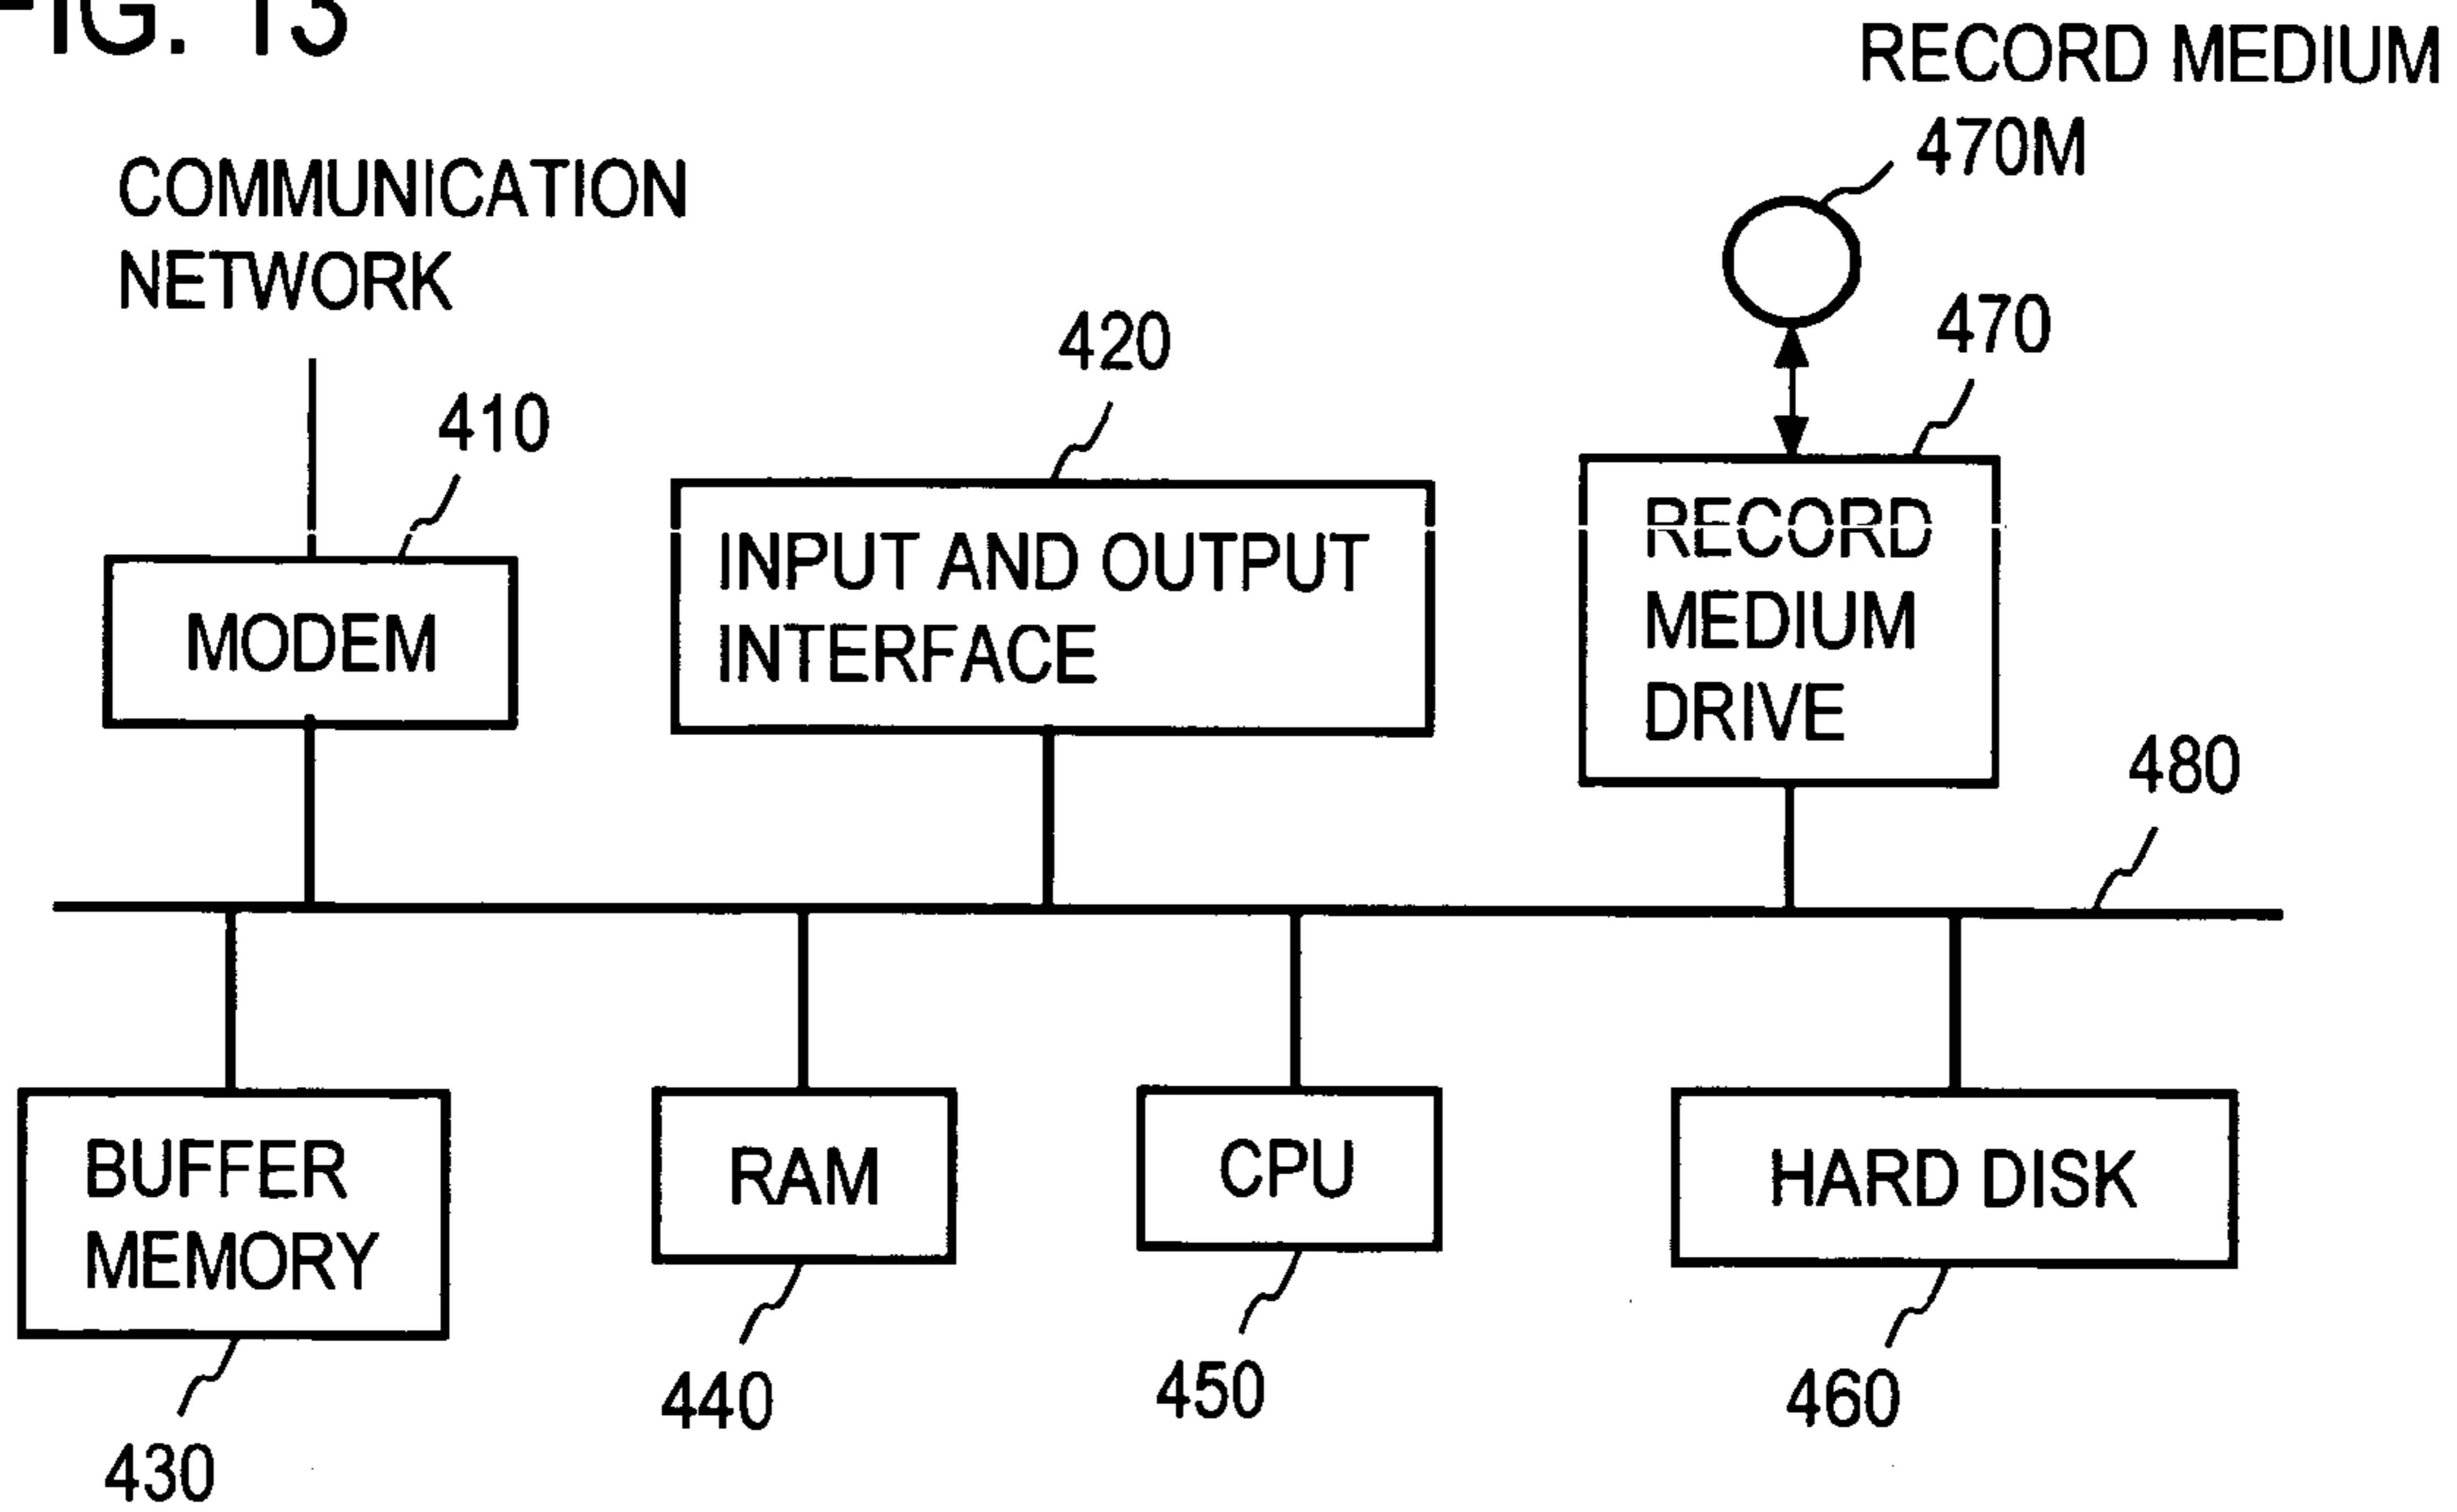 FIG. 13
RECORD MEDIUM
470M
COMMUNICATION
NETWORK
420
470
410
INPUT AND OUTPUT
INTERFACE
RECORD
MEDIUM
DRIVE
MODEM
480
BUFFER
MEMORY
RAM
CPU
HARD DISK
440
450
460
430